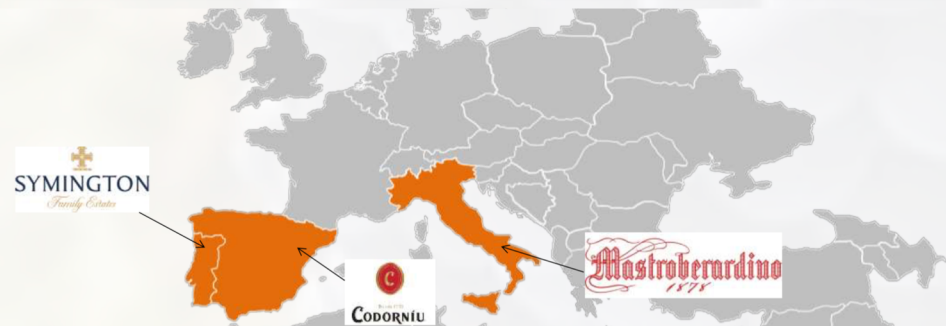 SYMINGTON
Family Estates
C
CODORNÍU
Mastroberardino
1878